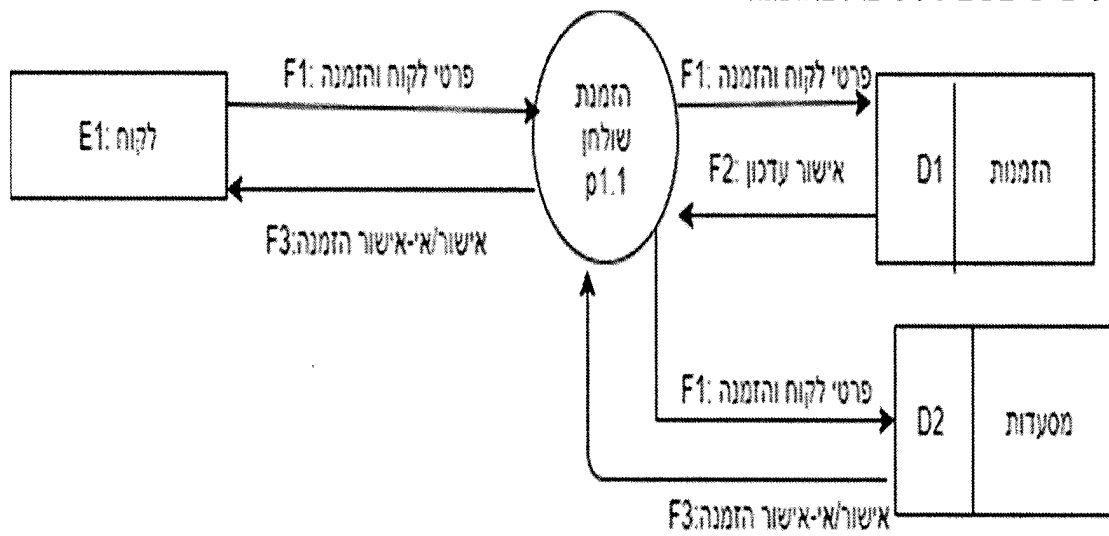 F1: פרטי לקוח והזמנה
F1: פרטי לקוח והזמנה
E1: לקוח
הזמנת
שולחן
p1.1
F2: אישור עדכון
D1
הזמנות
F3:אישור/אי-אישור הזמנה
F1: פרטי לקוח והזמנה
D2
מסעדות
F3:אישור/אי-אישור הזמנה